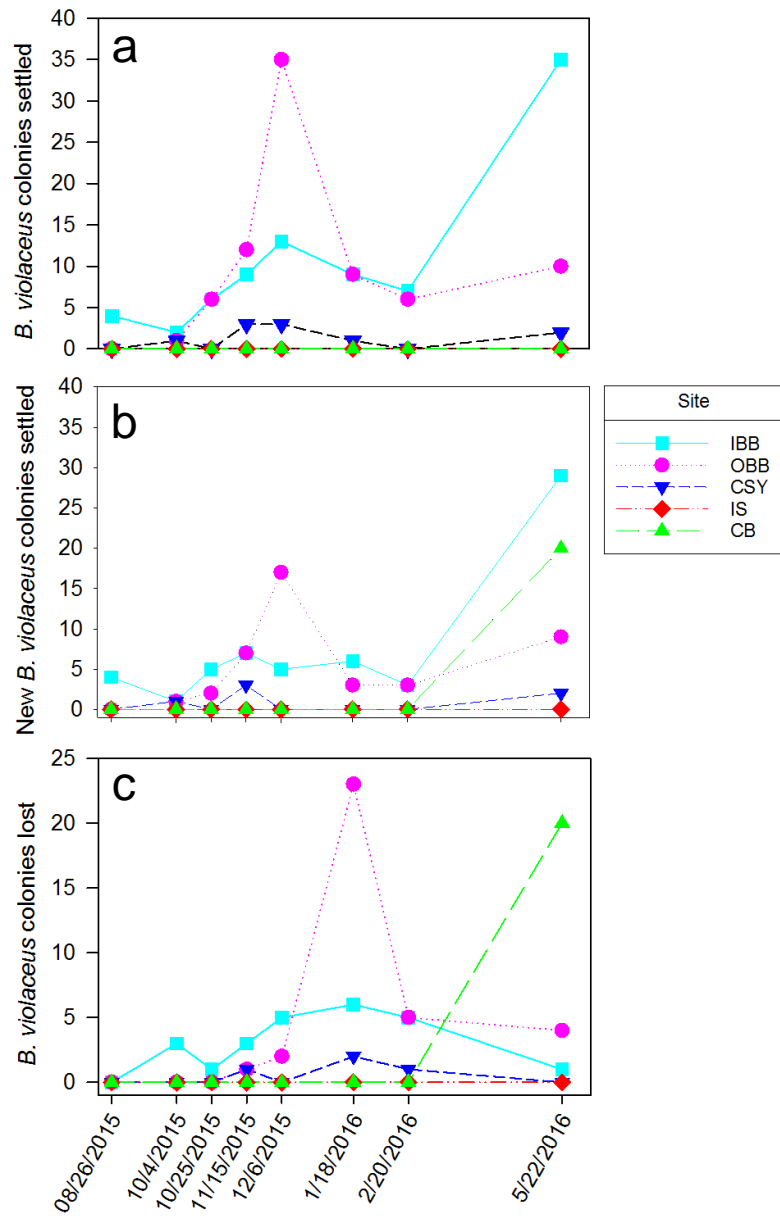 a
B. violaceus colonies settled
40
35
30
25
20
15
10
5
0
b
New B. violaceus colonies settled
40
35
30
25
20
15
10
5
0
Site
IBB
OBB
CSY
IS
CB
c
B. violaceus colonies lost
25
20
15
10
5
0
08/26/2015
10/4/2015
10/25/2015
11/15/2015
12/6/2015
1/18/2016
2/20/2016
5/22/2016